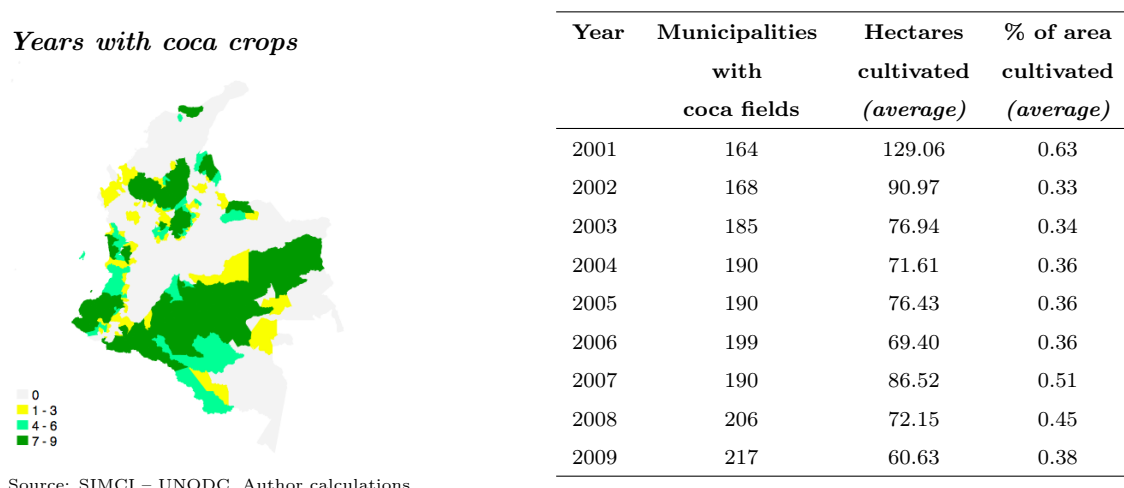 Years with coca crops
0
1 - 3
4 - 6
7 - 9
Source: SIMCI – UNODC. Author calculations
Year Municipalities Hectares % of area
with cultivated cultivated
coca fields (average) (average)
2001 164 129.06 0.63
2002 168 90.97 0.33
2003 185 76.94 0.34
2004 190 71.61 0.36
2005 190 76.43 0.36
2006 199 69.40 0.36
2007 190 86.52 0.51
2008 206 72.15 0.45
2009 217 60.63 0.38